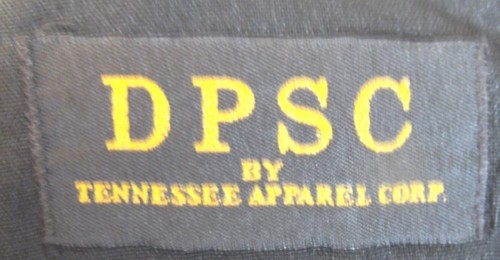 DPSC
BY
TENNESSEE APPAREL CORP.